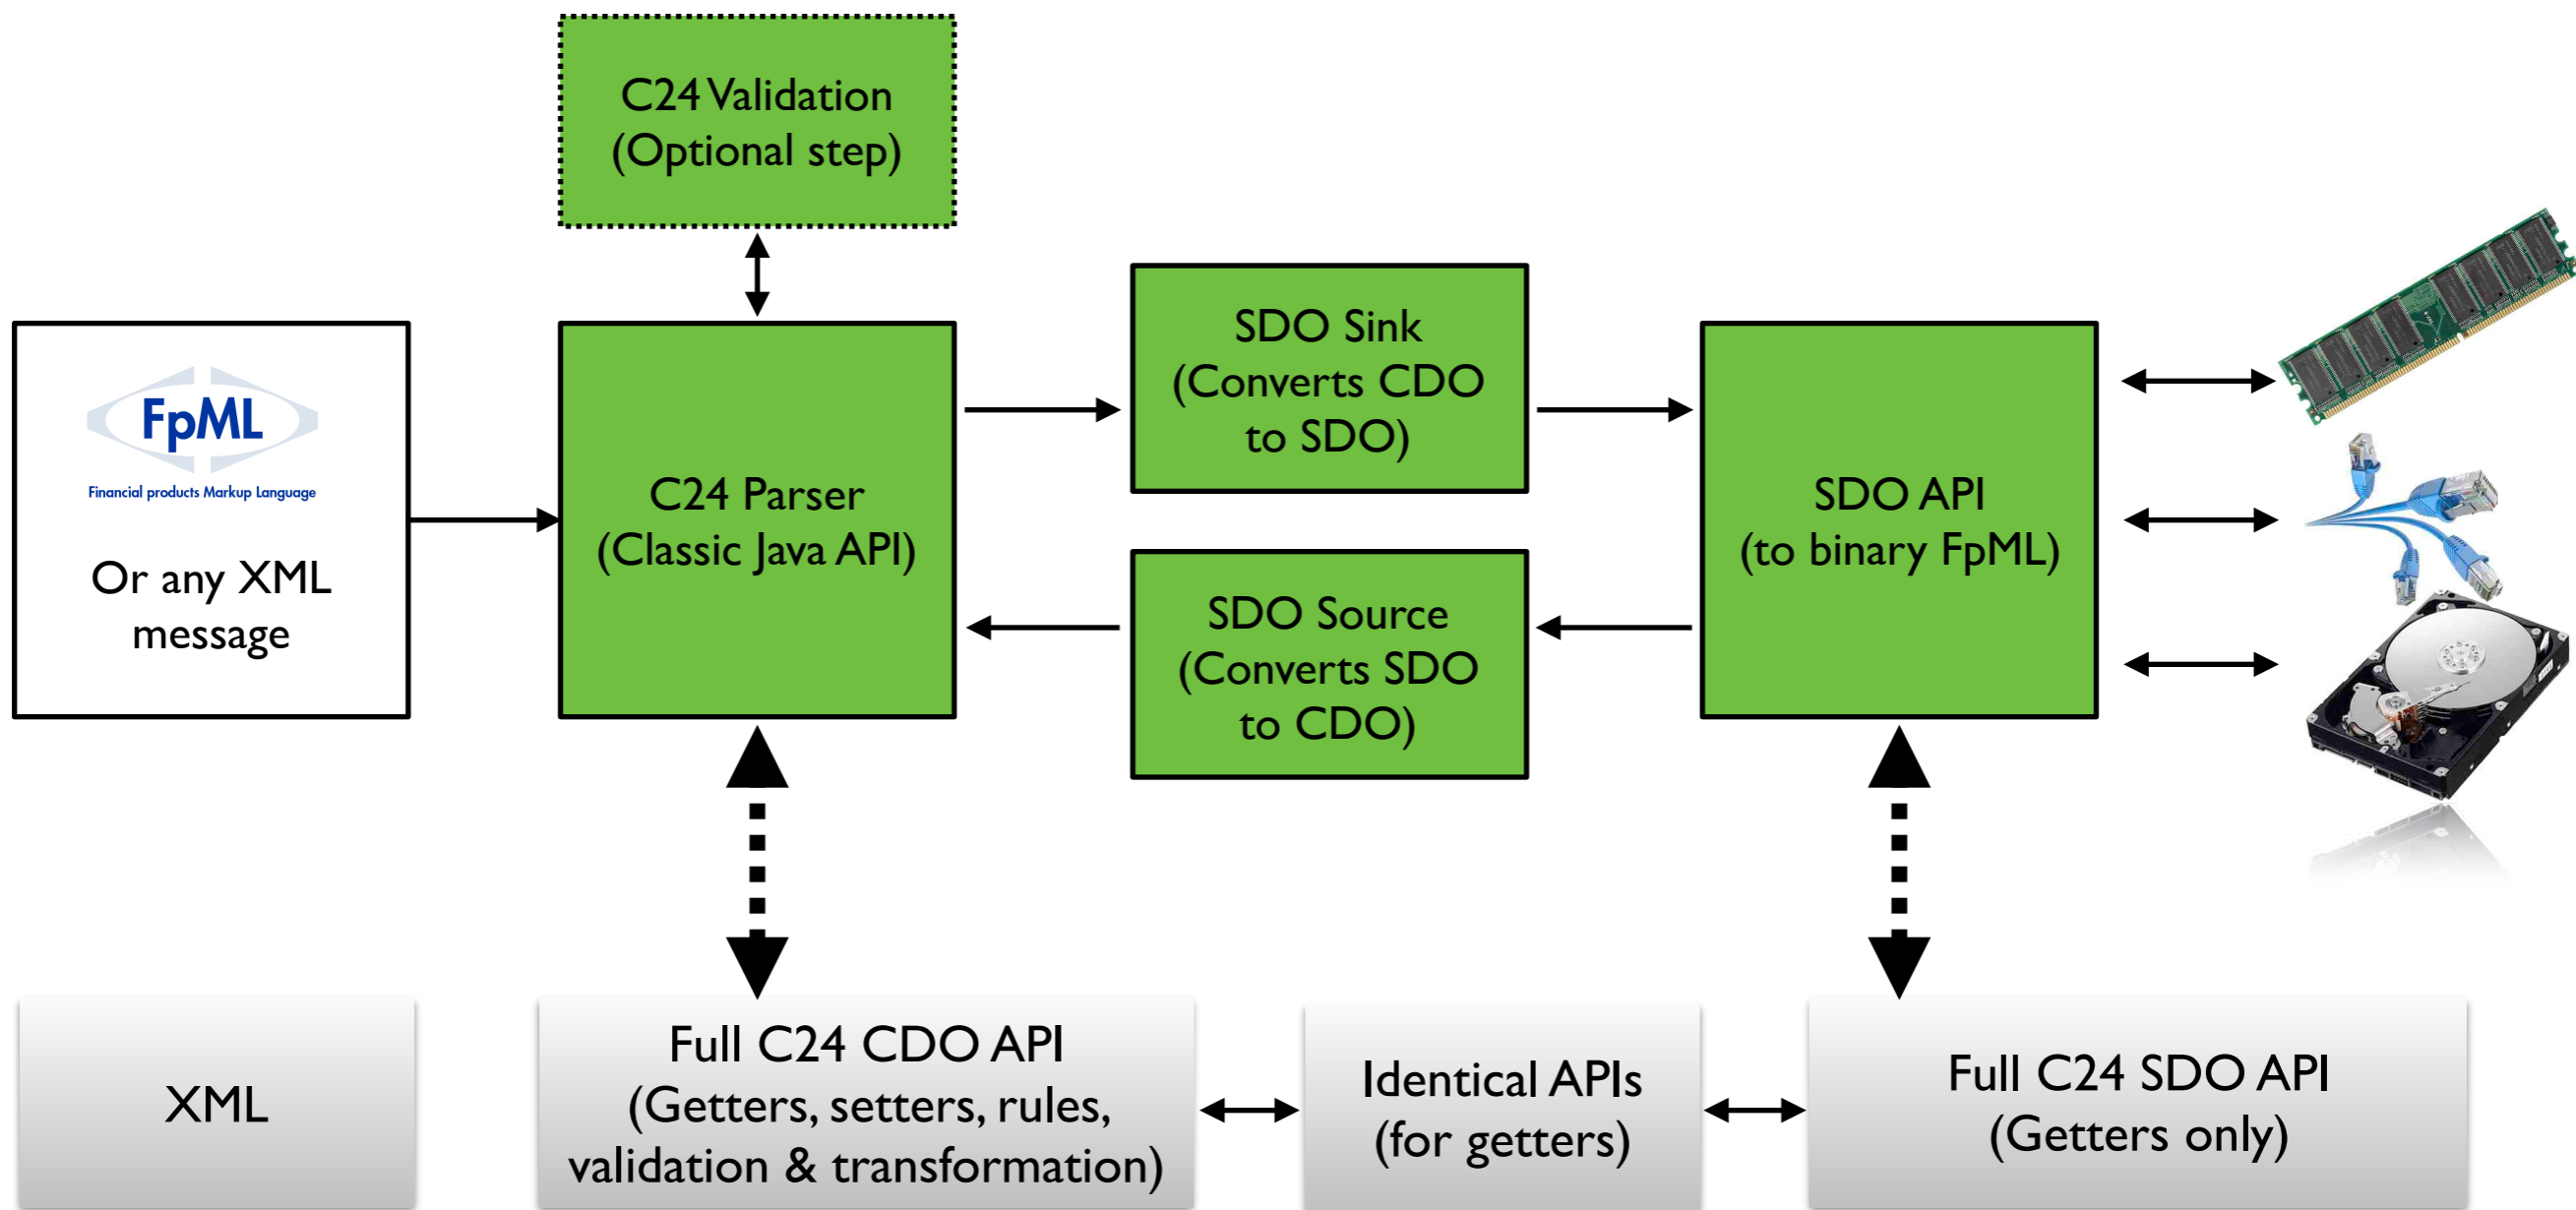 C24 Validation
(Optional step)
FpML
Financial products Markup Language
Or any XML
message
C24 Parser
(Classic Java API)
SDO Sink
(Converts CDO
to SDO)
SDO Source
(Converts SDO
to CDO)
SDO API
(to binary FpML)
XML
Full C24 CDO API
(Getters, setters, rules,
validation & transformation)
Identical APIs
(for getters)
Full C24 SDO API
(Getters only)